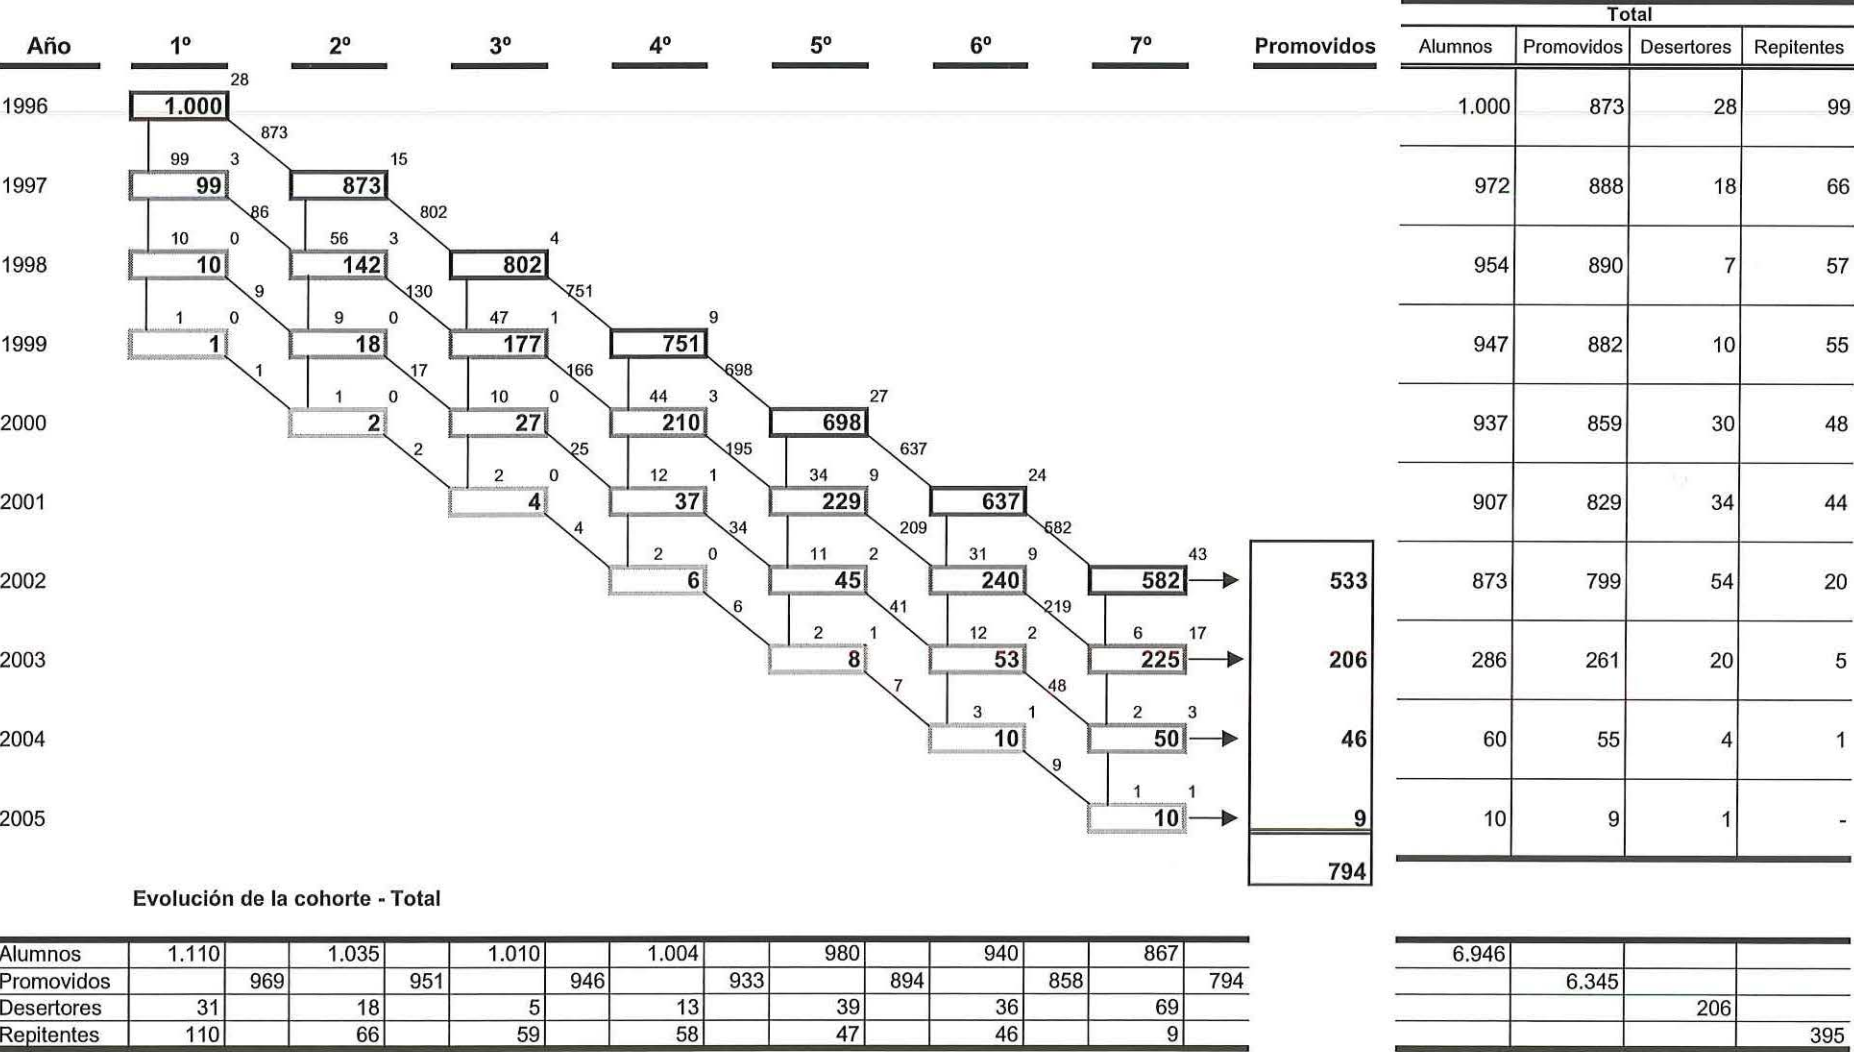 Total
Año 1º 2º 3º 4º 5º 6º 7º Promovidos Alumnos Promovidos Desertores Repitentes
28
1996 1.000 1.000 873 28 99
873
99 3 15
1997 99 873 972 888 18 66
86 802
10 0 56 3 4
1998 10 142 802 954 890 7 57
9 130 751
1 0 9 0 47 1 9
1999 1 18 177 751 947 882 10 55
1 17 166 698
1 0 10 0 44 3 27
2000 2 27 210 698 937 859 30 48
2 25 195 637
2 0 12 1 34 9 24
2001 4 37 229 637 907 829 34 44
4 34 209 582
2 0 11 2 31 9 43
2002 6 45 240 582 533 873 799 54 20
6 41 219
2 1 12 2 6 17
2003 8 53 225 206 286 261 20 5
7 48
3 1 2 3
2004 10 50 46 60 55 4 1
9
1 1
2005 10 9 10 9 1 -
794
Evolución de la cohorte - Total
Alumnos 1.110 1.035 1.010 1.004 980 940 867 6.946
Promovidos 969 951 946 933 894 858 794 6.345
Desertores 31 18 5 13 39 36 69 206
Repitentes 110 66 59 58 47 46 9 395